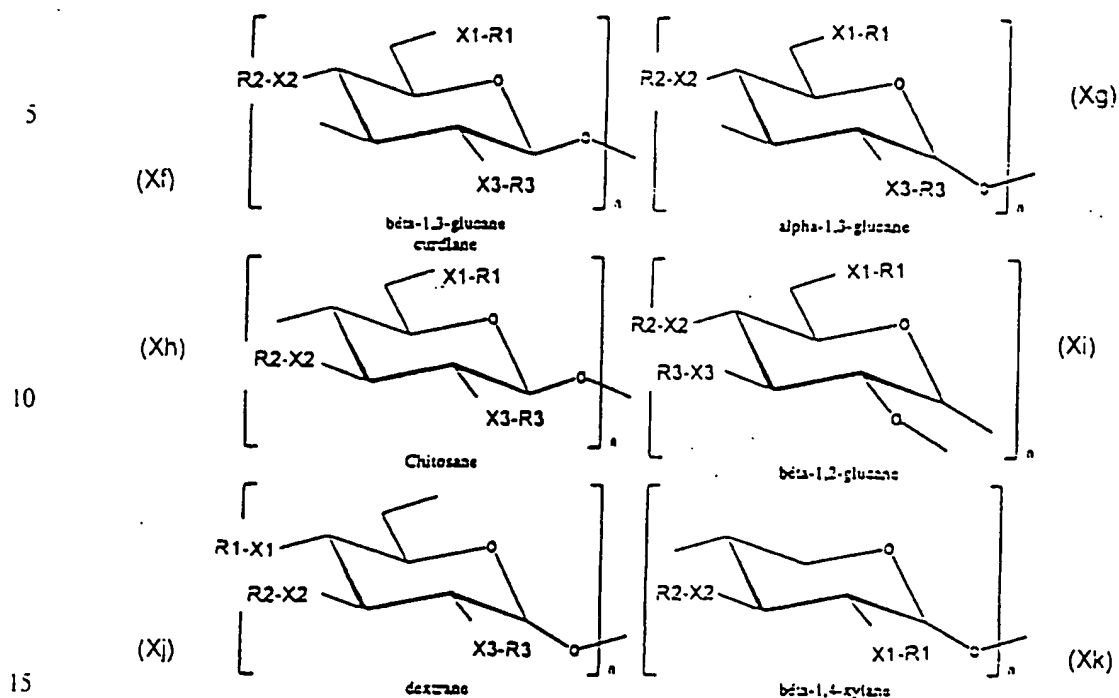 X1-R1 X1-R1
R2-X2 O R2-X2 O (Xg)
5
O
(Xf) X3-R3 X3-R3 O
n n
béta-1,3-glucane alpha-1,3-glucane
curdlane
X1-R1 X1-R1
(Xh) O R2-X2 O (Xi)
R2-X2 O R3-X3
10
X3-R3 O
n n
Chitosane béta-1,2-glucane
R1-X1 O O
R2-X2 R2-X2
(Xj) X3-R3 O X1-R1 O (Xk)
n n
15 dextrane béta-1,4-xylane